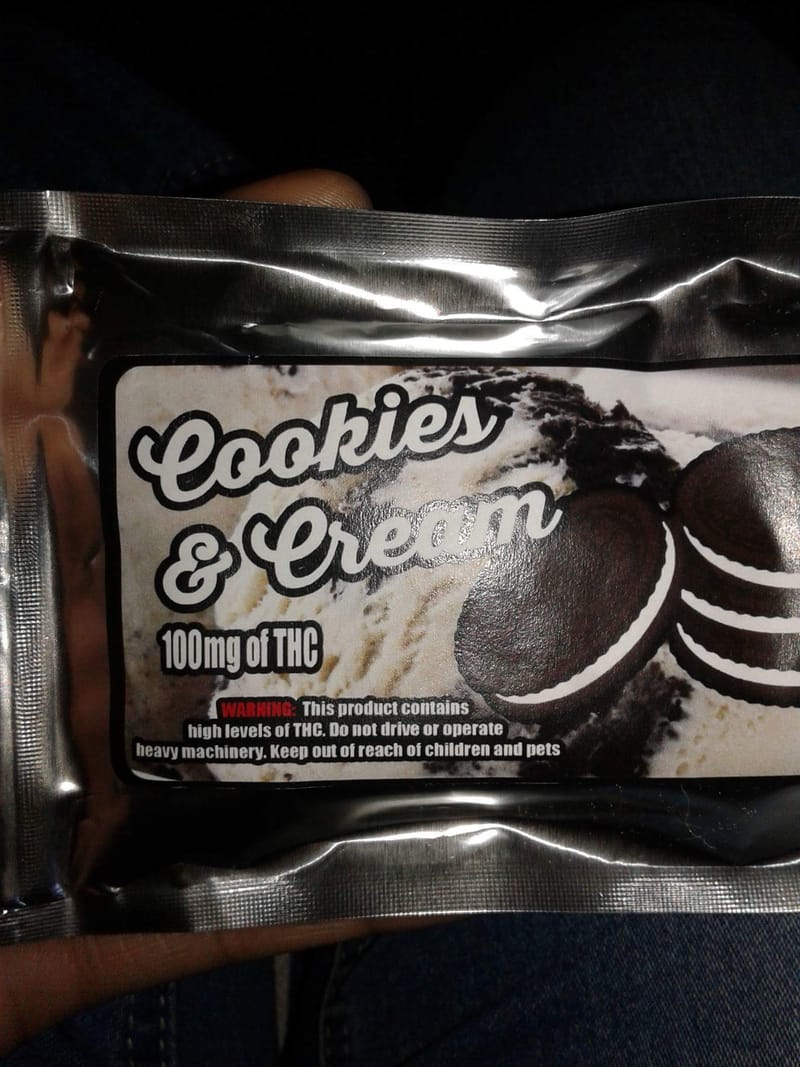 Cookies
& Cream
100mg of THC
WARNING: This product contains
high levels of THC. Do not drive or operate
heavy machinery. Keep out of reach of children and pets